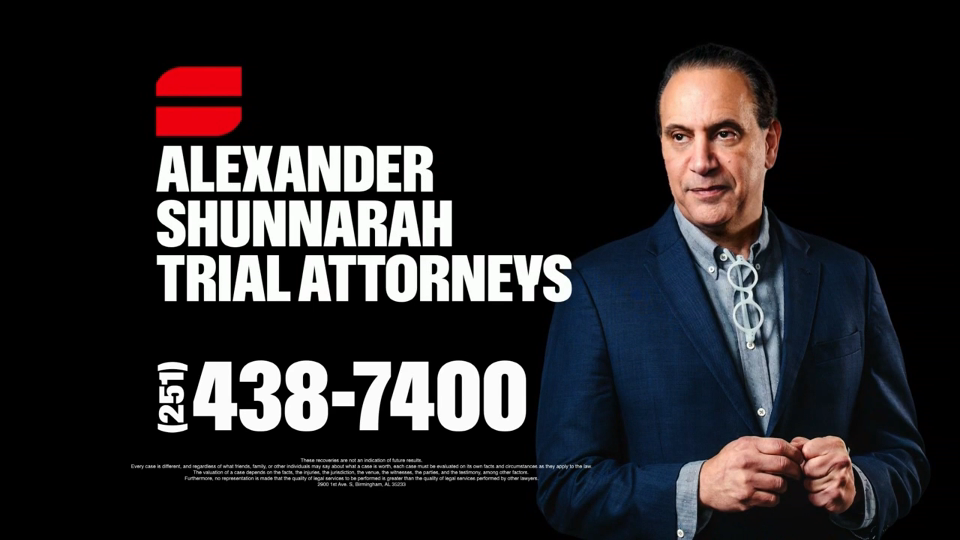 ALEXANDER
SHUNNARAH
TRIAL ATTORNEYS
(251) 438-7400
These recoveries are not an indication of future results.
Every case is different, and regardless of what friends, family, or other individuals may say about what a case is worth, each case must be evaluated on its own facts and circumstances as they apply to the law.
The valuation of a case depends on the facts, the injuries, the jurisdiction, the venue, the witnesses, the parties, and the testimony, among other factors.
Furthermore, no representation is made that the quality of legal services to be performed is greater than the quality of legal services performed by other lawyers.
2900 1st Ave. S, Birmingham, AL 35233